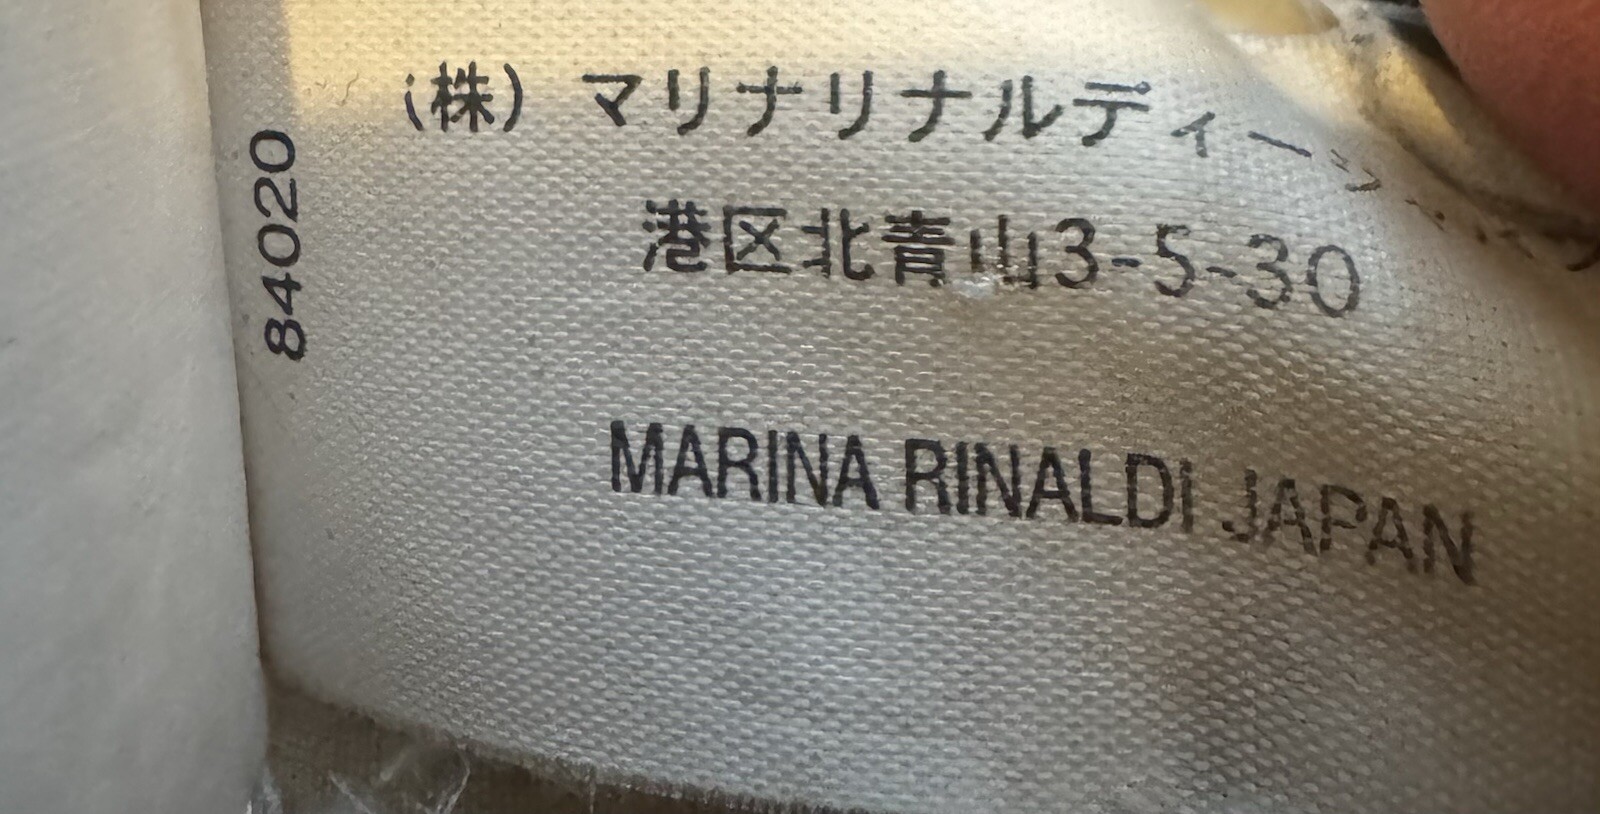 (株) マリナリナルディー
港区北青山3-5-30
MARINA RINALDI JAPAN
84020